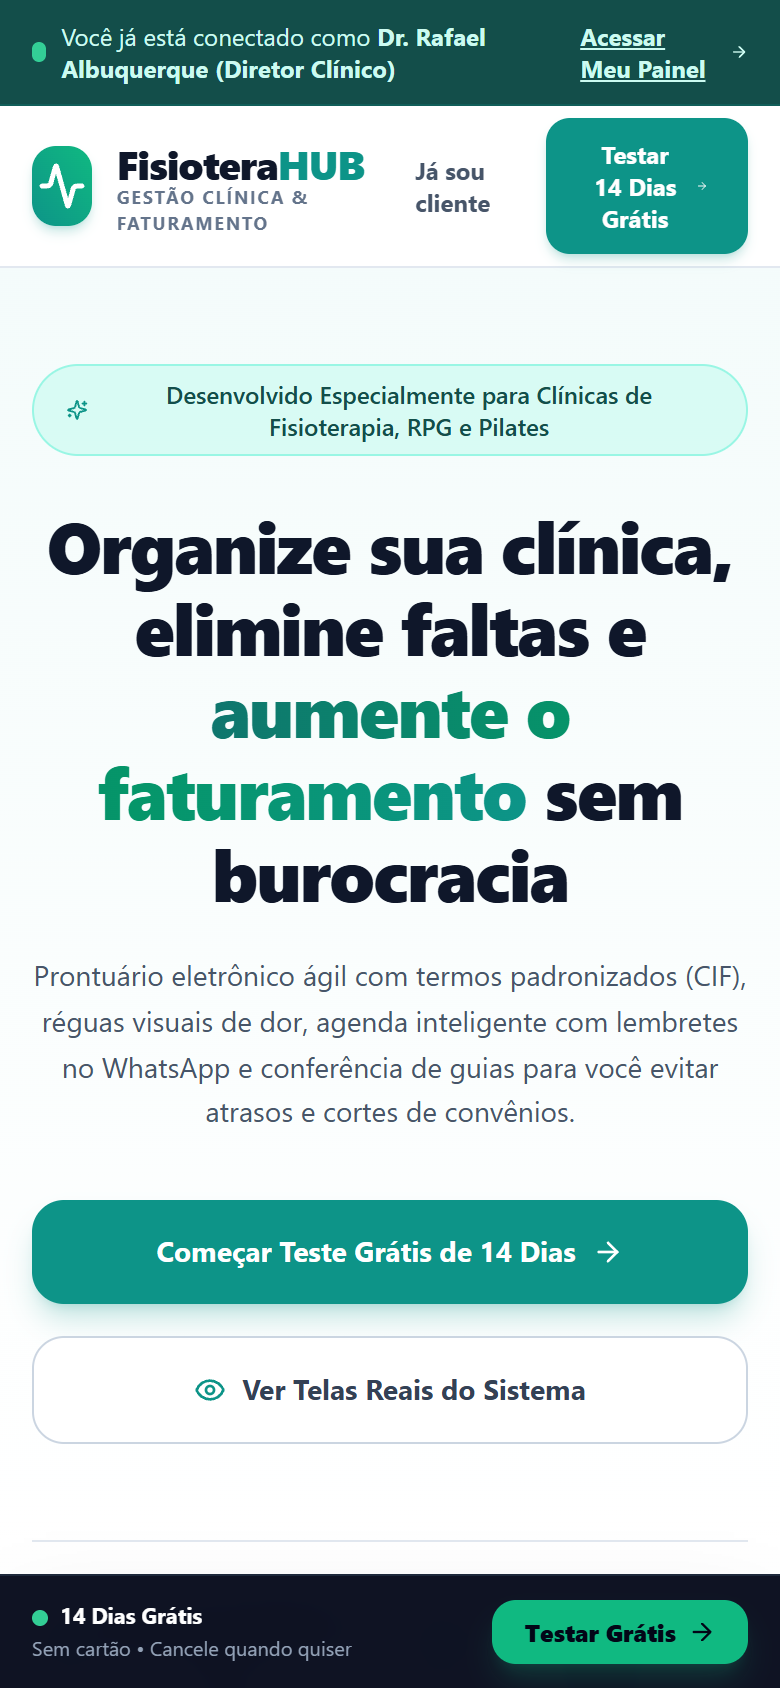 Você já está conectado como Dr. Rafael
Albuquerque (Diretor Clínico)
Acessar
Meu Painel
FisioteraHUB
GESTÃO CLÍNICA &
FATURAMENTO
Já sou
cliente
Testar
14 Dias
Grátis
Desenvolvido Especialmente para Clínicas de
Fisioterapia, RPG e Pilates
Organize sua clínica,
elimine faltas e
aumente o
faturamento sem
burocracia
Prontuário eletrônico ágil com termos padronizados (CIF),
réguas visuais de dor, agenda inteligente com lembretes
no WhatsApp e conferência de guias para você evitar
atrasos e cortes de convênios.
Começar Teste Grátis de 14 Dias
Ver Telas Reais do Sistema
14 Dias Grátis
Sem cartão • Cancele quando quiser
Testar Grátis